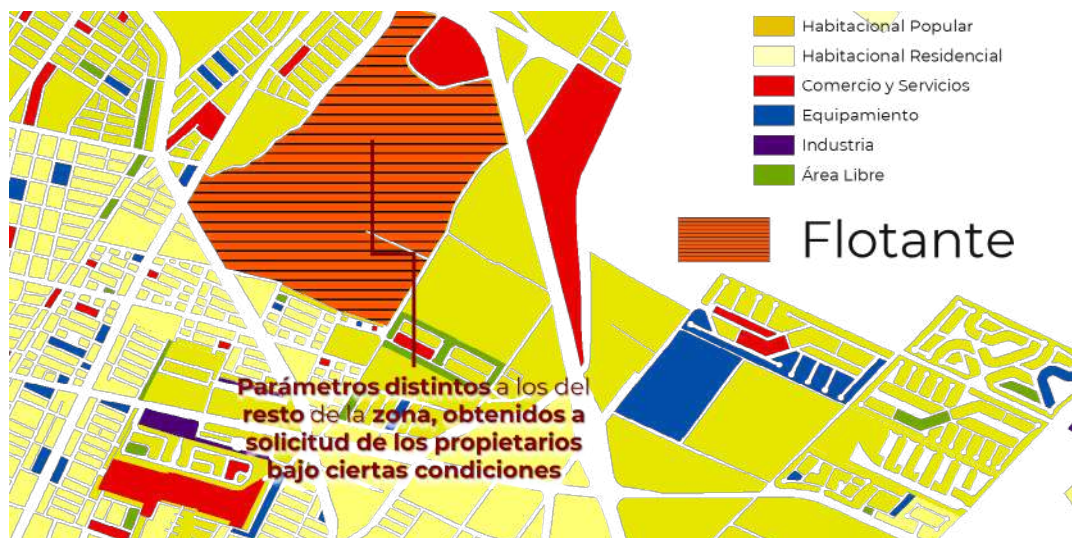 Habitacional Popular
Habitacional Residencial
Comercio y Servicios
Equipamiento
Industria
Área Libre
Flotante
Parámetros distintos a los del
resto de la zona, obtenidos a
solicitud de los propietarios
bajo ciertas condiciones